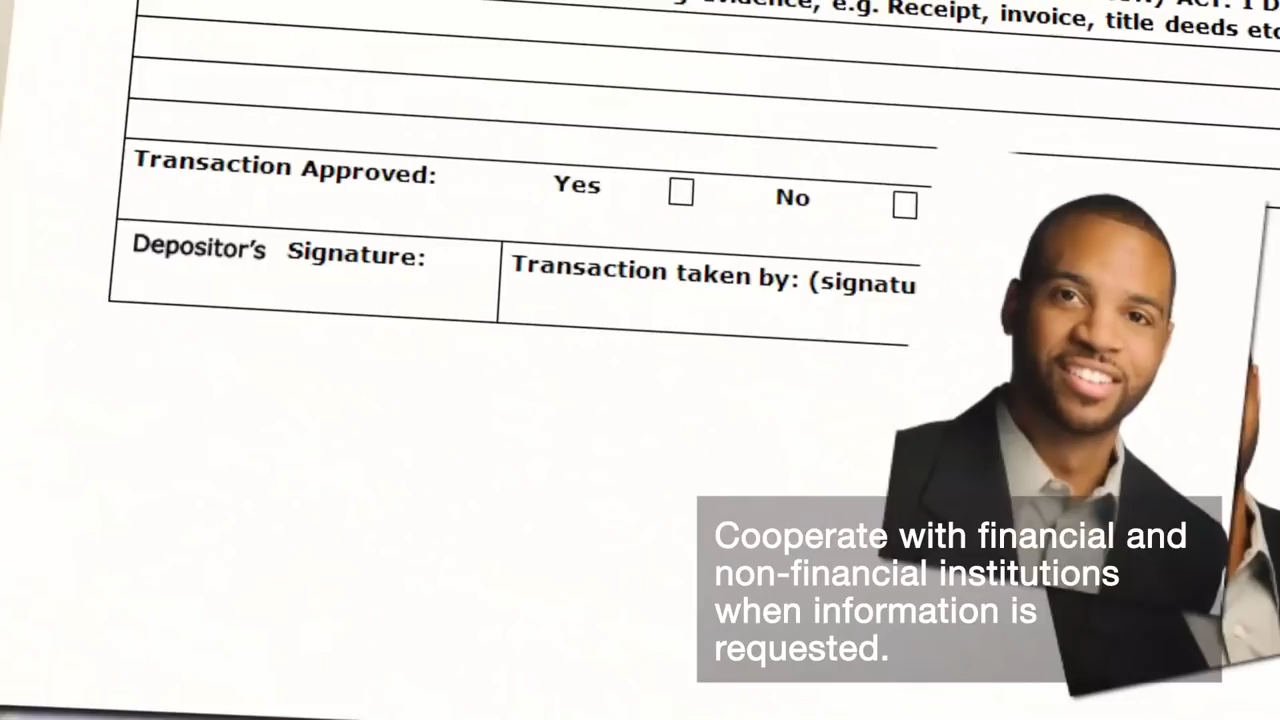 ACT. I D
e.g. Receipt, invoice, title deeds etc
Transaction Approved: Yes No
Depositor's Signature: Transaction taken by: (signatu
Cooperate with financial and
non-financial institutions
when information is
requested.